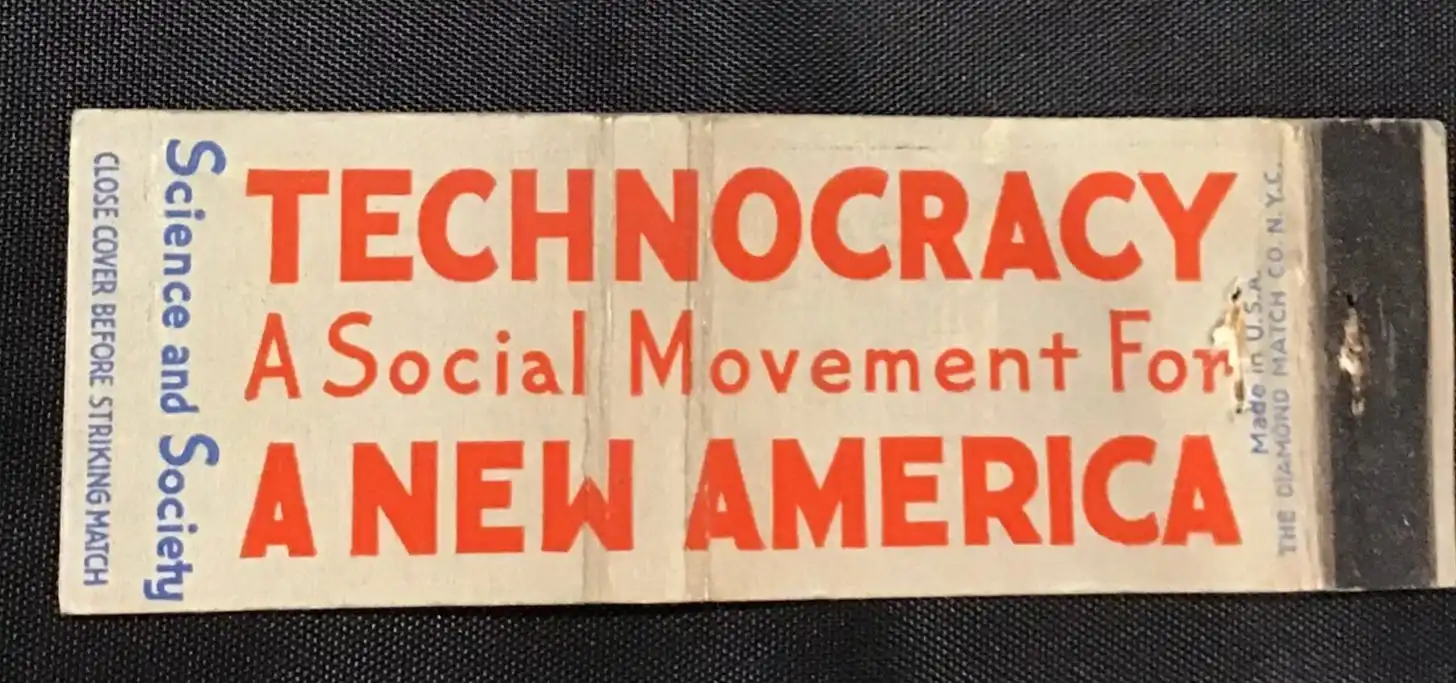 CLOSE COVER BEFORE STRIKING MATCH
Science and Society
TECHNOCRACY
A Social Movement For
A NEW AMERICA
Made in U.S.A.
THE DIAMOND MATCH CO. N.Y.C.